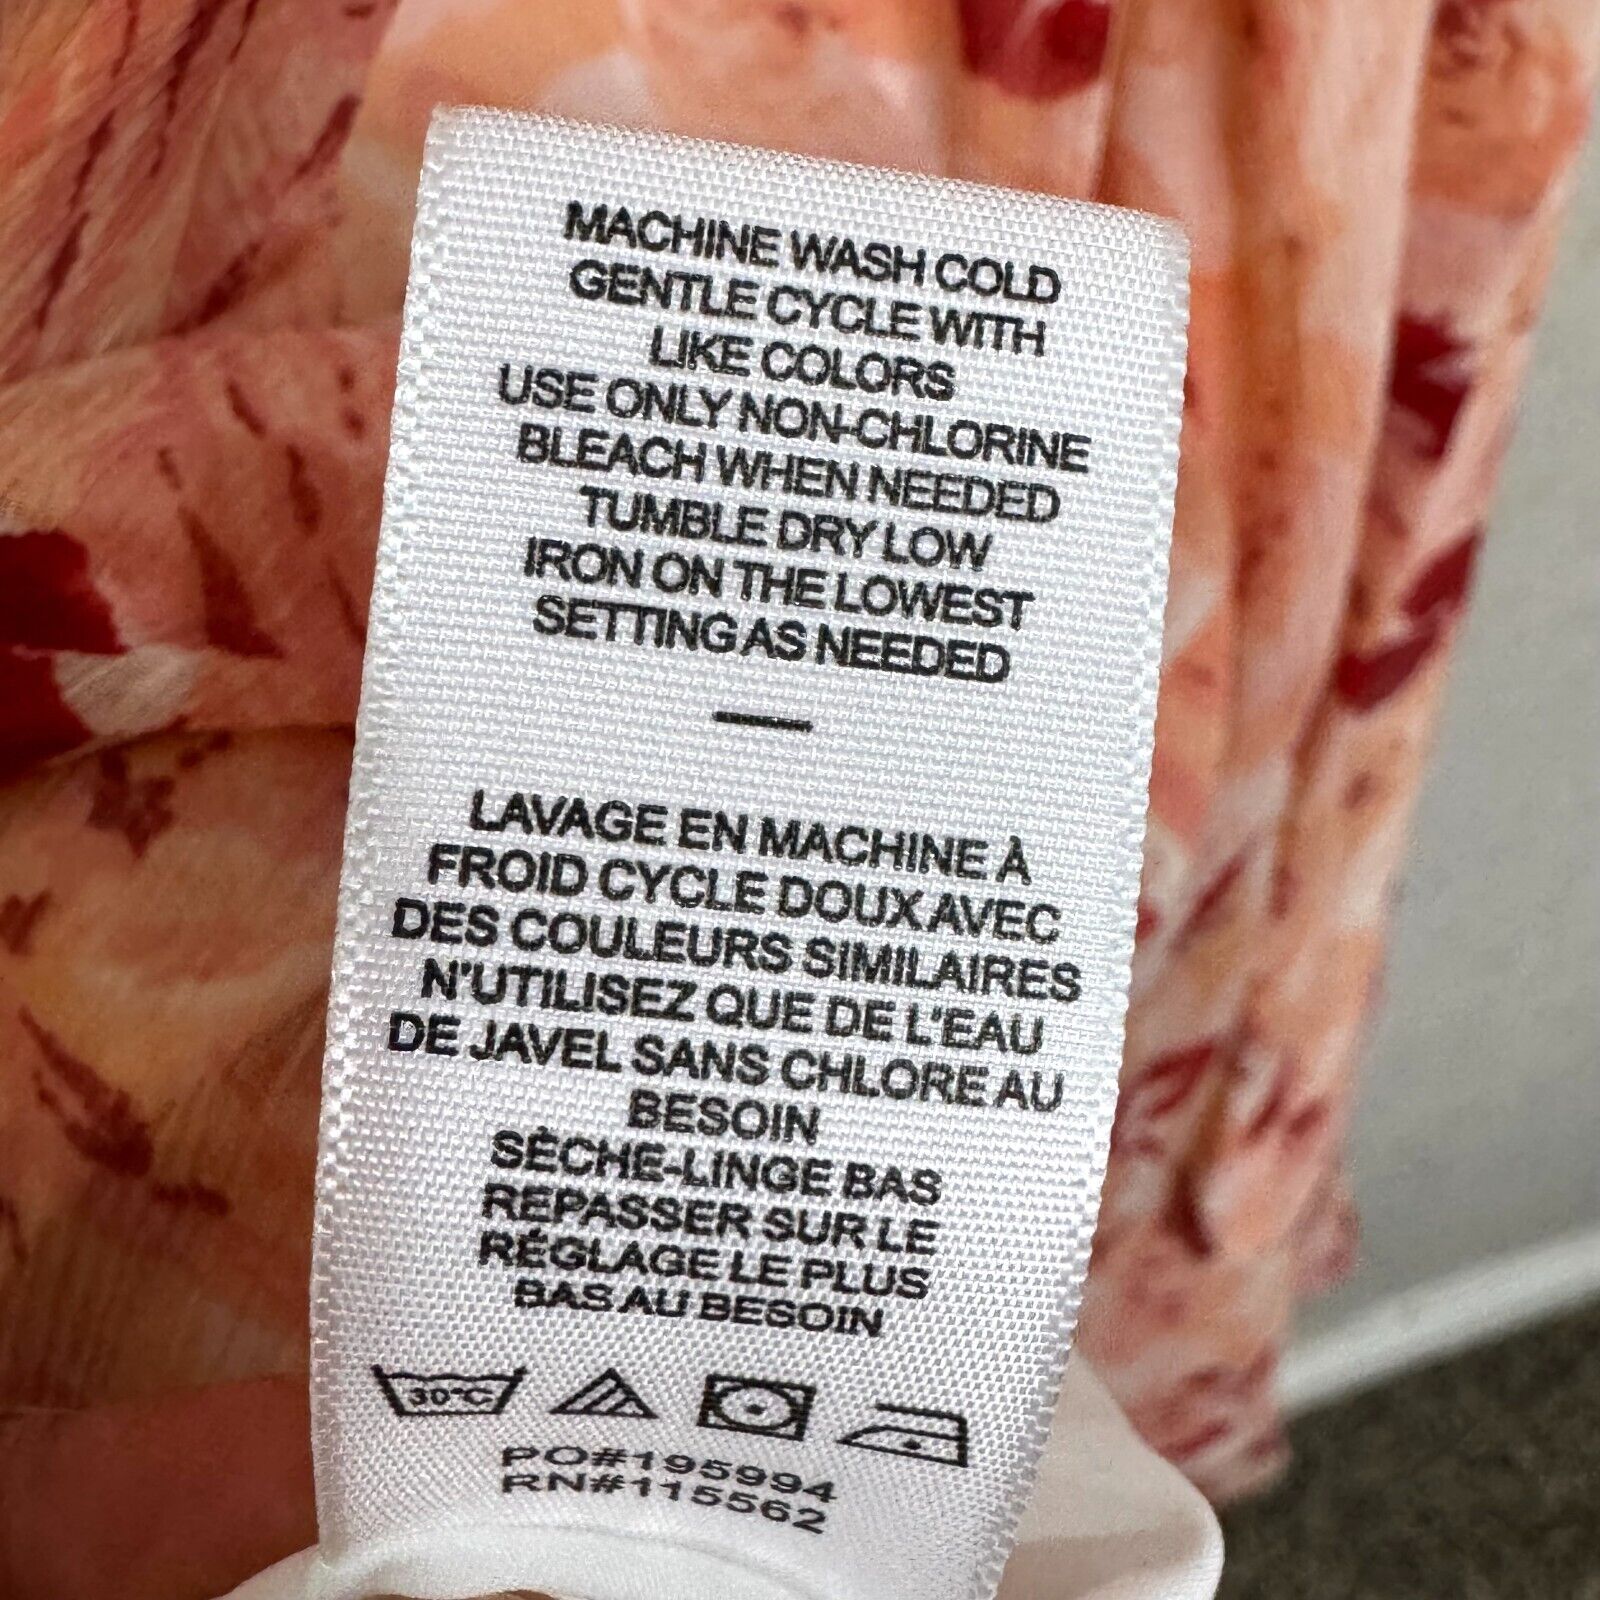 MACHINE WASH COLD
GENTLE CYCLE WITH
LIKE COLORS
USE ONLY NON-CHLORINE
BLEACH WHEN NEEDED
TUMBLE DRY LOW
IRON ON THE LOWEST
SETTING AS NEEDED
—
LAVAGE EN MACHINE À
FROID CYCLE DOUX AVEC
DES COULEURS SIMILAIRES
N'UTILISEZ QUE DE L'EAU
DE JAVEL SANS CHLORE AU
BESOIN
SÈCHE-LINGE BAS
REPASSER SUR LE
RÉGLAGE LE PLUS
BAS AU BESOIN
30°C
PO#195994
RN#115562